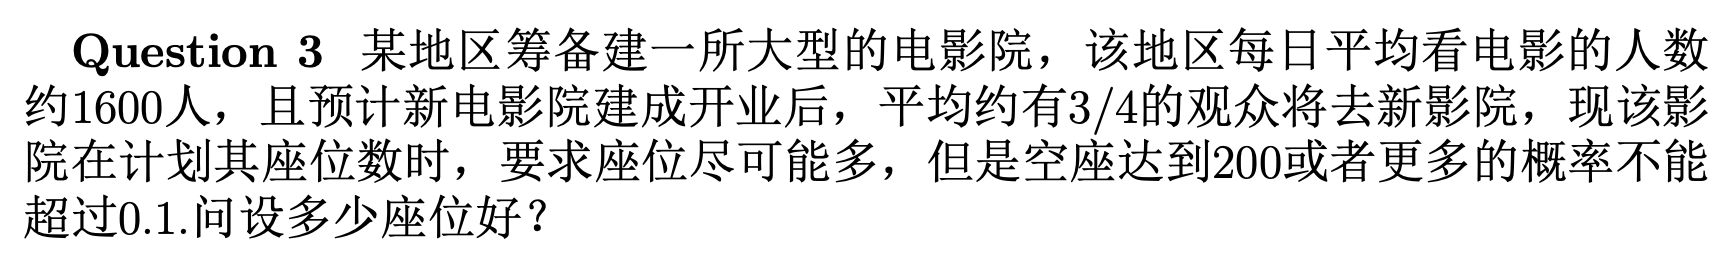 Question 3 某地区筹备建一所大型的电影院，该地区每日平均看电影的人数
约1600人，且预计新电影院建成开业后，平均约有3/4的观众将去新影院，现该影
院在计划其座位数时，要求座位尽可能多，但是空座达到200或者更多的概率不能
超过0.1.问设多少座位好？